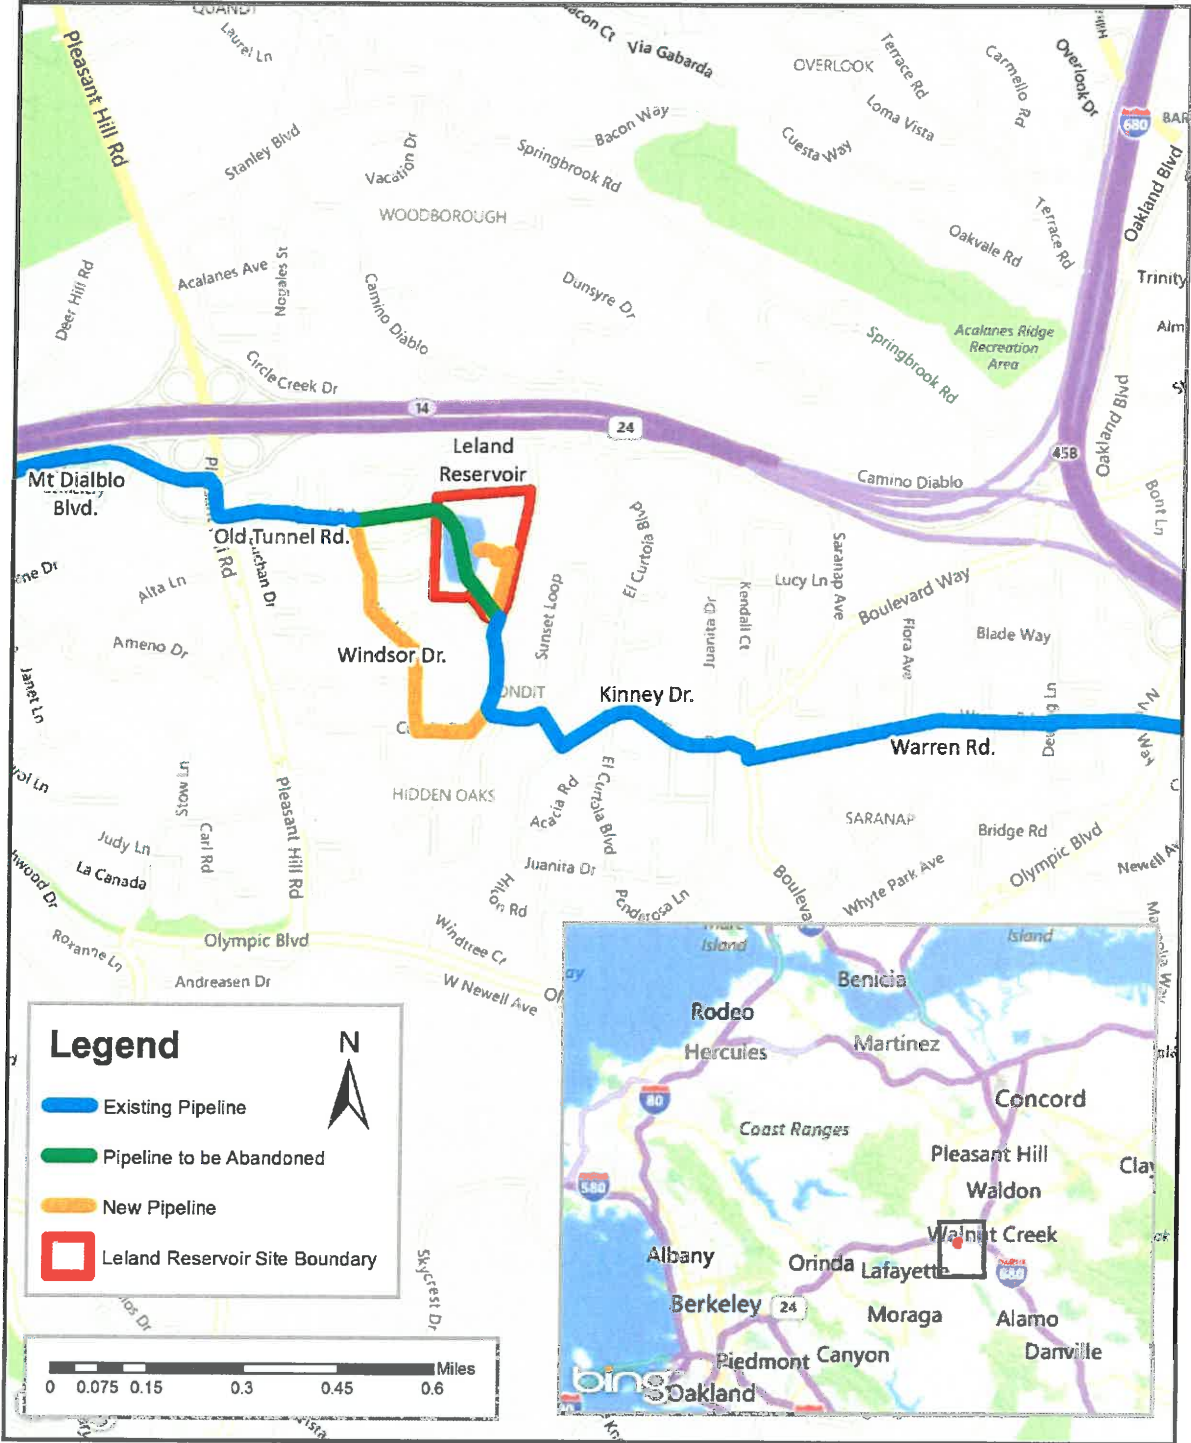 QUANDT
Laurel Ln
Via Gabarda
OVERLOOK
Terrace Rd
Carmello Rd
Overlook Dr
Pleasant Hill Rd
Stanley Blvd
Vacation Dr
Bacon Way
Springbrook Rd
Loma Vista
Cuesta Way
680
Oakland Blvd
WOODBOROUGH
Oakvale Rd
Terrace Rd
Deer Hill Rd
Acalanes Ave
Nogales St
Camino Diablo
Dunsyre Dr
Trinity
Circle Creek Dr
Springbrook Rd
Acalanes Ridge
Recreation
Area
Oakland Blvd
14
24
Leland
Reservoir
45B
Camino Diablo
Bont Ln
Mt Dialblo
Blvd.
Old Tunnel Rd.
El Curtola Blvd
Saranap Ave
Lucy Ln
Boulevard Way
Alta Ln
Sunset Loop
Juanita Dr
Kendall Ct
Flora Ave
Blade Way
Ameno Dr
Windsor Dr.
Janet Ln
Kinney Dr.
Warren Rd.
HIDDEN OAKS
Stow Ln
Carl Rd
Pleasant Hill Rd
Acacia Rd
El Curtola Blvd
SARANAP
Bridge Rd
Olympic Blvd
Judy Ln
La Canada
Juanita Dr
Whyte Park Ave
Ponderosa Ln
Roxanne Ln
Olympic Blvd
Windtree Ct
Andreasen Dr
W Newell Ave
Legend
N
Existing Pipeline
Pipeline to be Abandoned
New Pipeline
Leland Reservoir Site Boundary
Skycrest Dr
Miles
0 0.075 0.15 0.3 0.45 0.6
Island
Island
Benicia
Rodeo
Hercules
Martinez
80
Concord
Coast Ranges
Pleasant Hill
Waldon
580
Walnut Creek
Albany
Orinda
Lafayette
680
Berkeley
24
Moraga
Alamo
Piedmont
Canyon
Danville
bing
Oakland